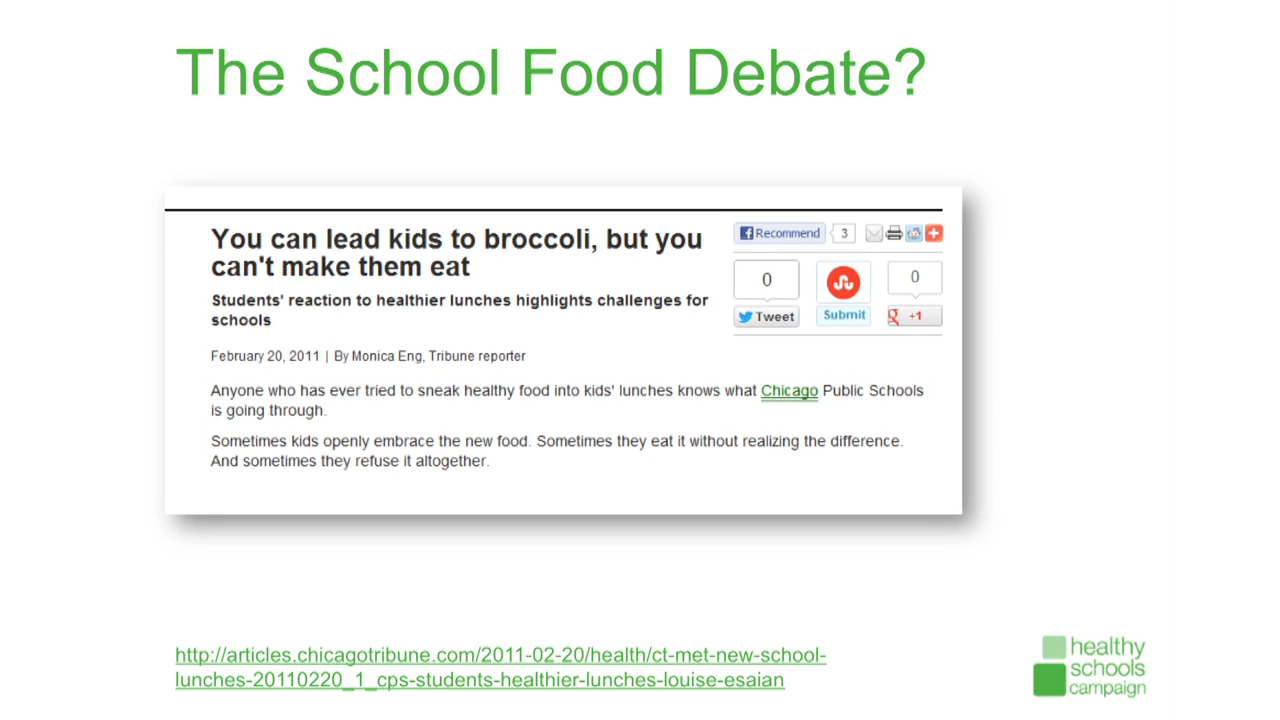 The School Food Debate?
You can lead kids to broccoli, but you
can't make them eat
Students' reaction to healthier lunches highlights challenges for
schools
February 20, 2011 | By Monica Eng, Tribune reporter
Recommend 3
0 0
Tweet Submit +1
Anyone who has ever tried to sneak healthy food into kids' lunches knows what Chicago Public Schools
is going through.
Sometimes kids openly embrace the new food. Sometimes they eat it without realizing the difference.
And sometimes they refuse it altogether.
http://articles.chicagotribune.com/2011-02-20/health/ct-met-new-school-
lunches-20110220_1_cps-students-healthier-lunches-louise-esaian
healthy
schools
campaign